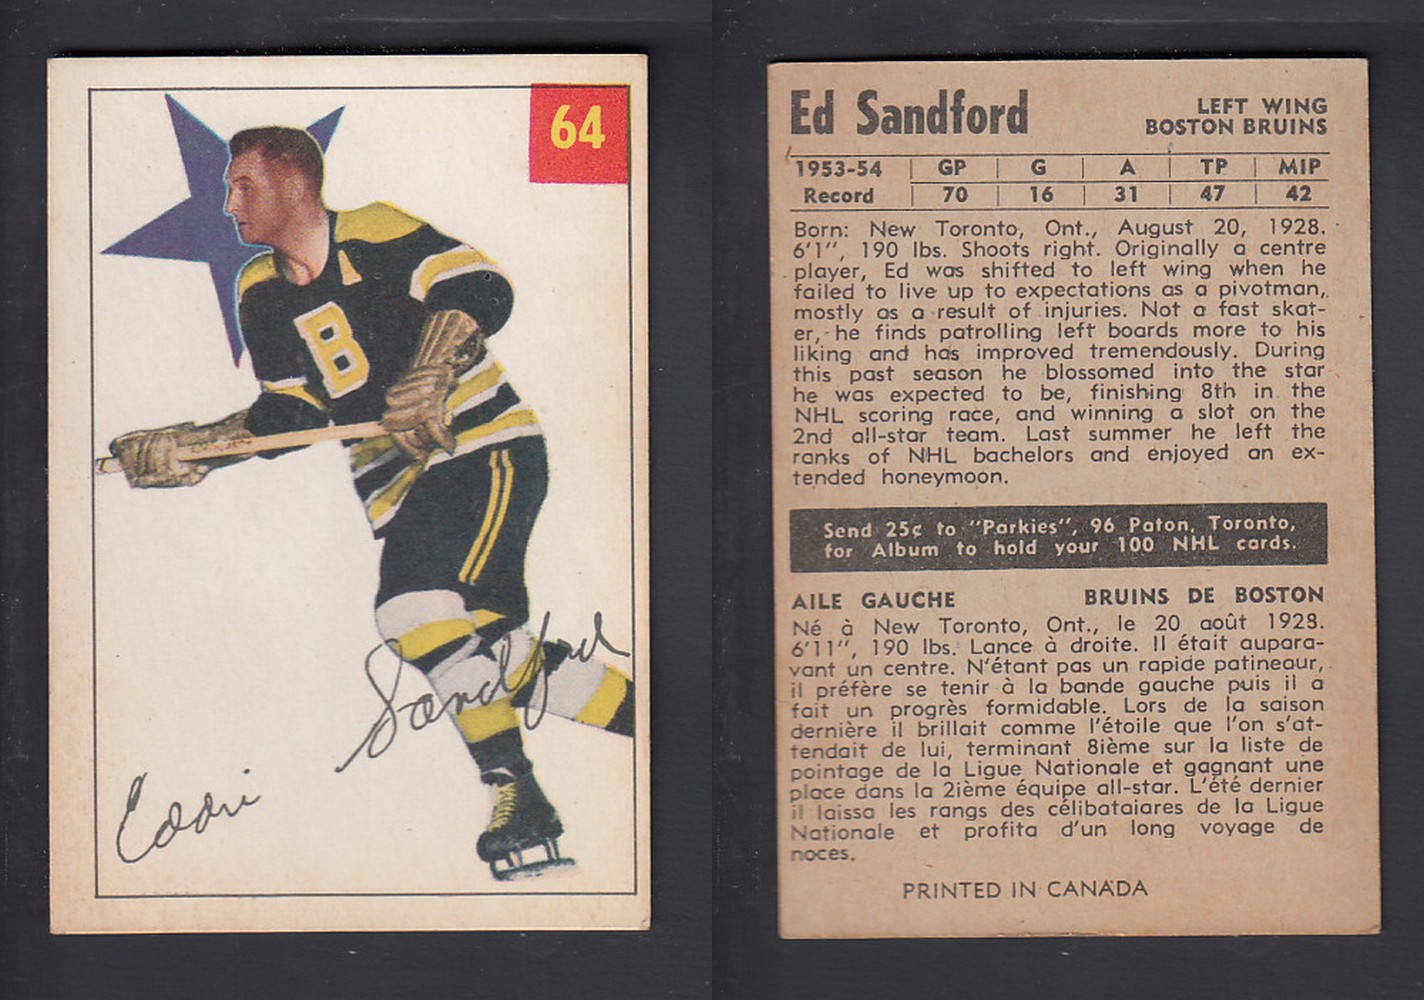 64
A
B
Eddie Sandford
Ed Sandford
LEFT WING
BOSTON BRUINS
1953-54 | GP | G | A | TP | MIP
Record | 70 | 16 | 31 | 47 | 42
Born: New Toronto, Ont., August 20, 1928.
6'1", 190 lbs. Shoots right. Originally a centre
player, Ed was shifted to left wing when he
failed to live up to expectations as a pivotman,
mostly as a result of injuries. Not a fast skat-
er, he finds patrolling left boards more to his
liking and has improved tremendously. During
this past season he blossomed into the star
he was expected to be, finishing 8th in the
NHL scoring race, and winning a slot on the
2nd all-star team. Last summer he left the
ranks of NHL bachelors and enjoyed an ex-
tended honeymoon.
Send 25¢ to "Parkies", 96 Paton, Toronto,
for Album to hold your 100 NHL cards.
AILE GAUCHE BRUINS DE BOSTON
Né à New Toronto, Ont., le 20 août 1928.
6'11", 190 lbs. Lance à droite. Il était aupara-
vant un centre. N'étant pas un rapide patineur,
il préfère se tenir à la bande gauche puis il a
fait un progrès formidable. Lors de la saison
dernière il brillait comme l'étoile que l'on s'at-
tendait de lui, terminant 8ième sur la liste de
pointage de la Ligue Nationale et gagnant une
place dans la 2ième équipe all-star. L'été dernier
il laissa les rangs des célibataiares de la Ligue
Nationale et profita d'un long voyage de
noces.
PRINTED IN CANADA